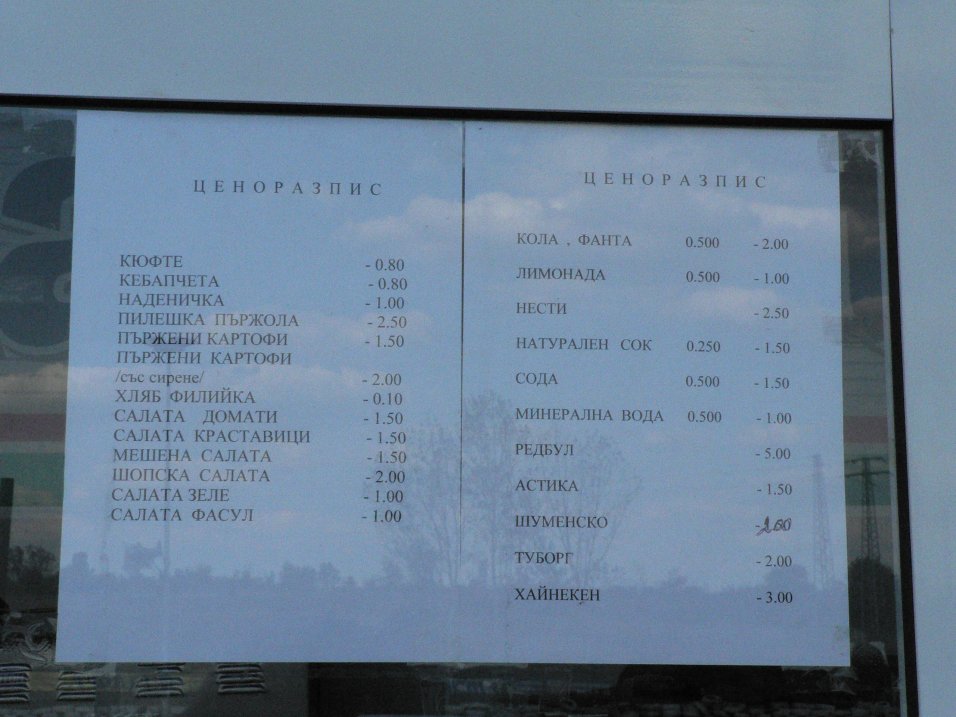 ЦЕНОРАЗПИС
КЮФТЕ - 0.80
КЕБАПЧЕТА - 0.80
НАДЕНИЧКА - 1.00
ПИЛЕШКА ПЪРЖОЛА - 2.50
ПЪРЖЕНИ КАРТОФИ - 1.50
ПЪРЖЕНИ КАРТОФИ
/със сирене/ - 2.00
ХЛЯБ ФИЛИЙКА - 0.10
САЛАТА ДОМАТИ - 1.50
САЛАТА КРАСТАВИЦИ - 1.50
МЕШЕНА САЛАТА - 1.50
ШОПСКА САЛАТА - 2.00
САЛАТА ЗЕЛЕ - 1.00
САЛАТА ФАСУЛ - 1.00
ЦЕНОРАЗПИС
КОЛА , ФАНТА 0.500 - 2.00
ЛИМОНАДА 0.500 - 1.00
НЕСТИ - 2.50
НАТУРАЛЕН СОК 0.250 - 1.50
СОДА 0.500 - 1.50
МИНЕРАЛНА ВОДА 0.500 - 1.00
РЕДБУЛ - 5.00
АСТИКА - 1.50
ШУМЕНСКО
ТУБОРГ - 2.00
ХАЙНЕКЕН - 3.00